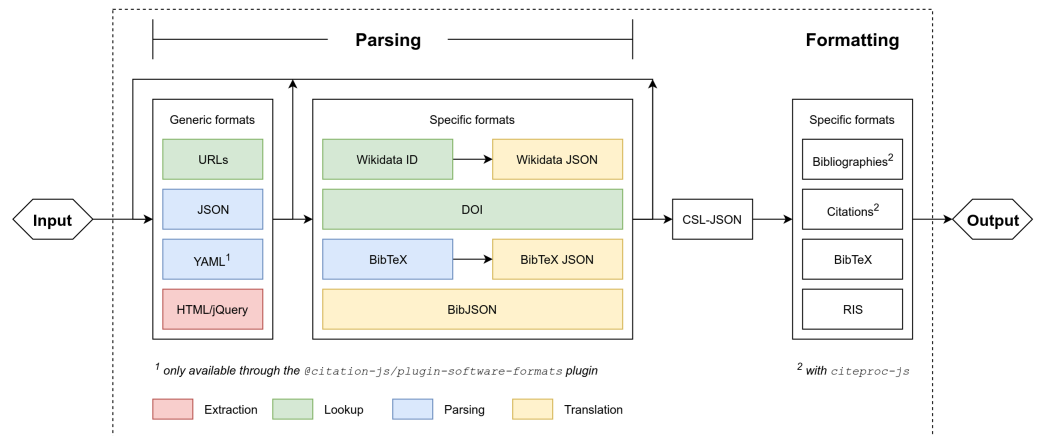 Parsing
Formatting
Generic formats
URLs
JSON
YAML1
HTML/jQuery
Specific formats
Wikidata ID
Wikidata JSON
DOI
BibTeX
BibTeX JSON
BibJSON
Input
CSL-JSON
Specific formats
Bibliographies2
Citations2
BibTeX
RIS
Output
1 only available through the @citation-js/plugin-software-formats plugin
2 with citeproc-js
Extraction
Lookup
Parsing
Translation